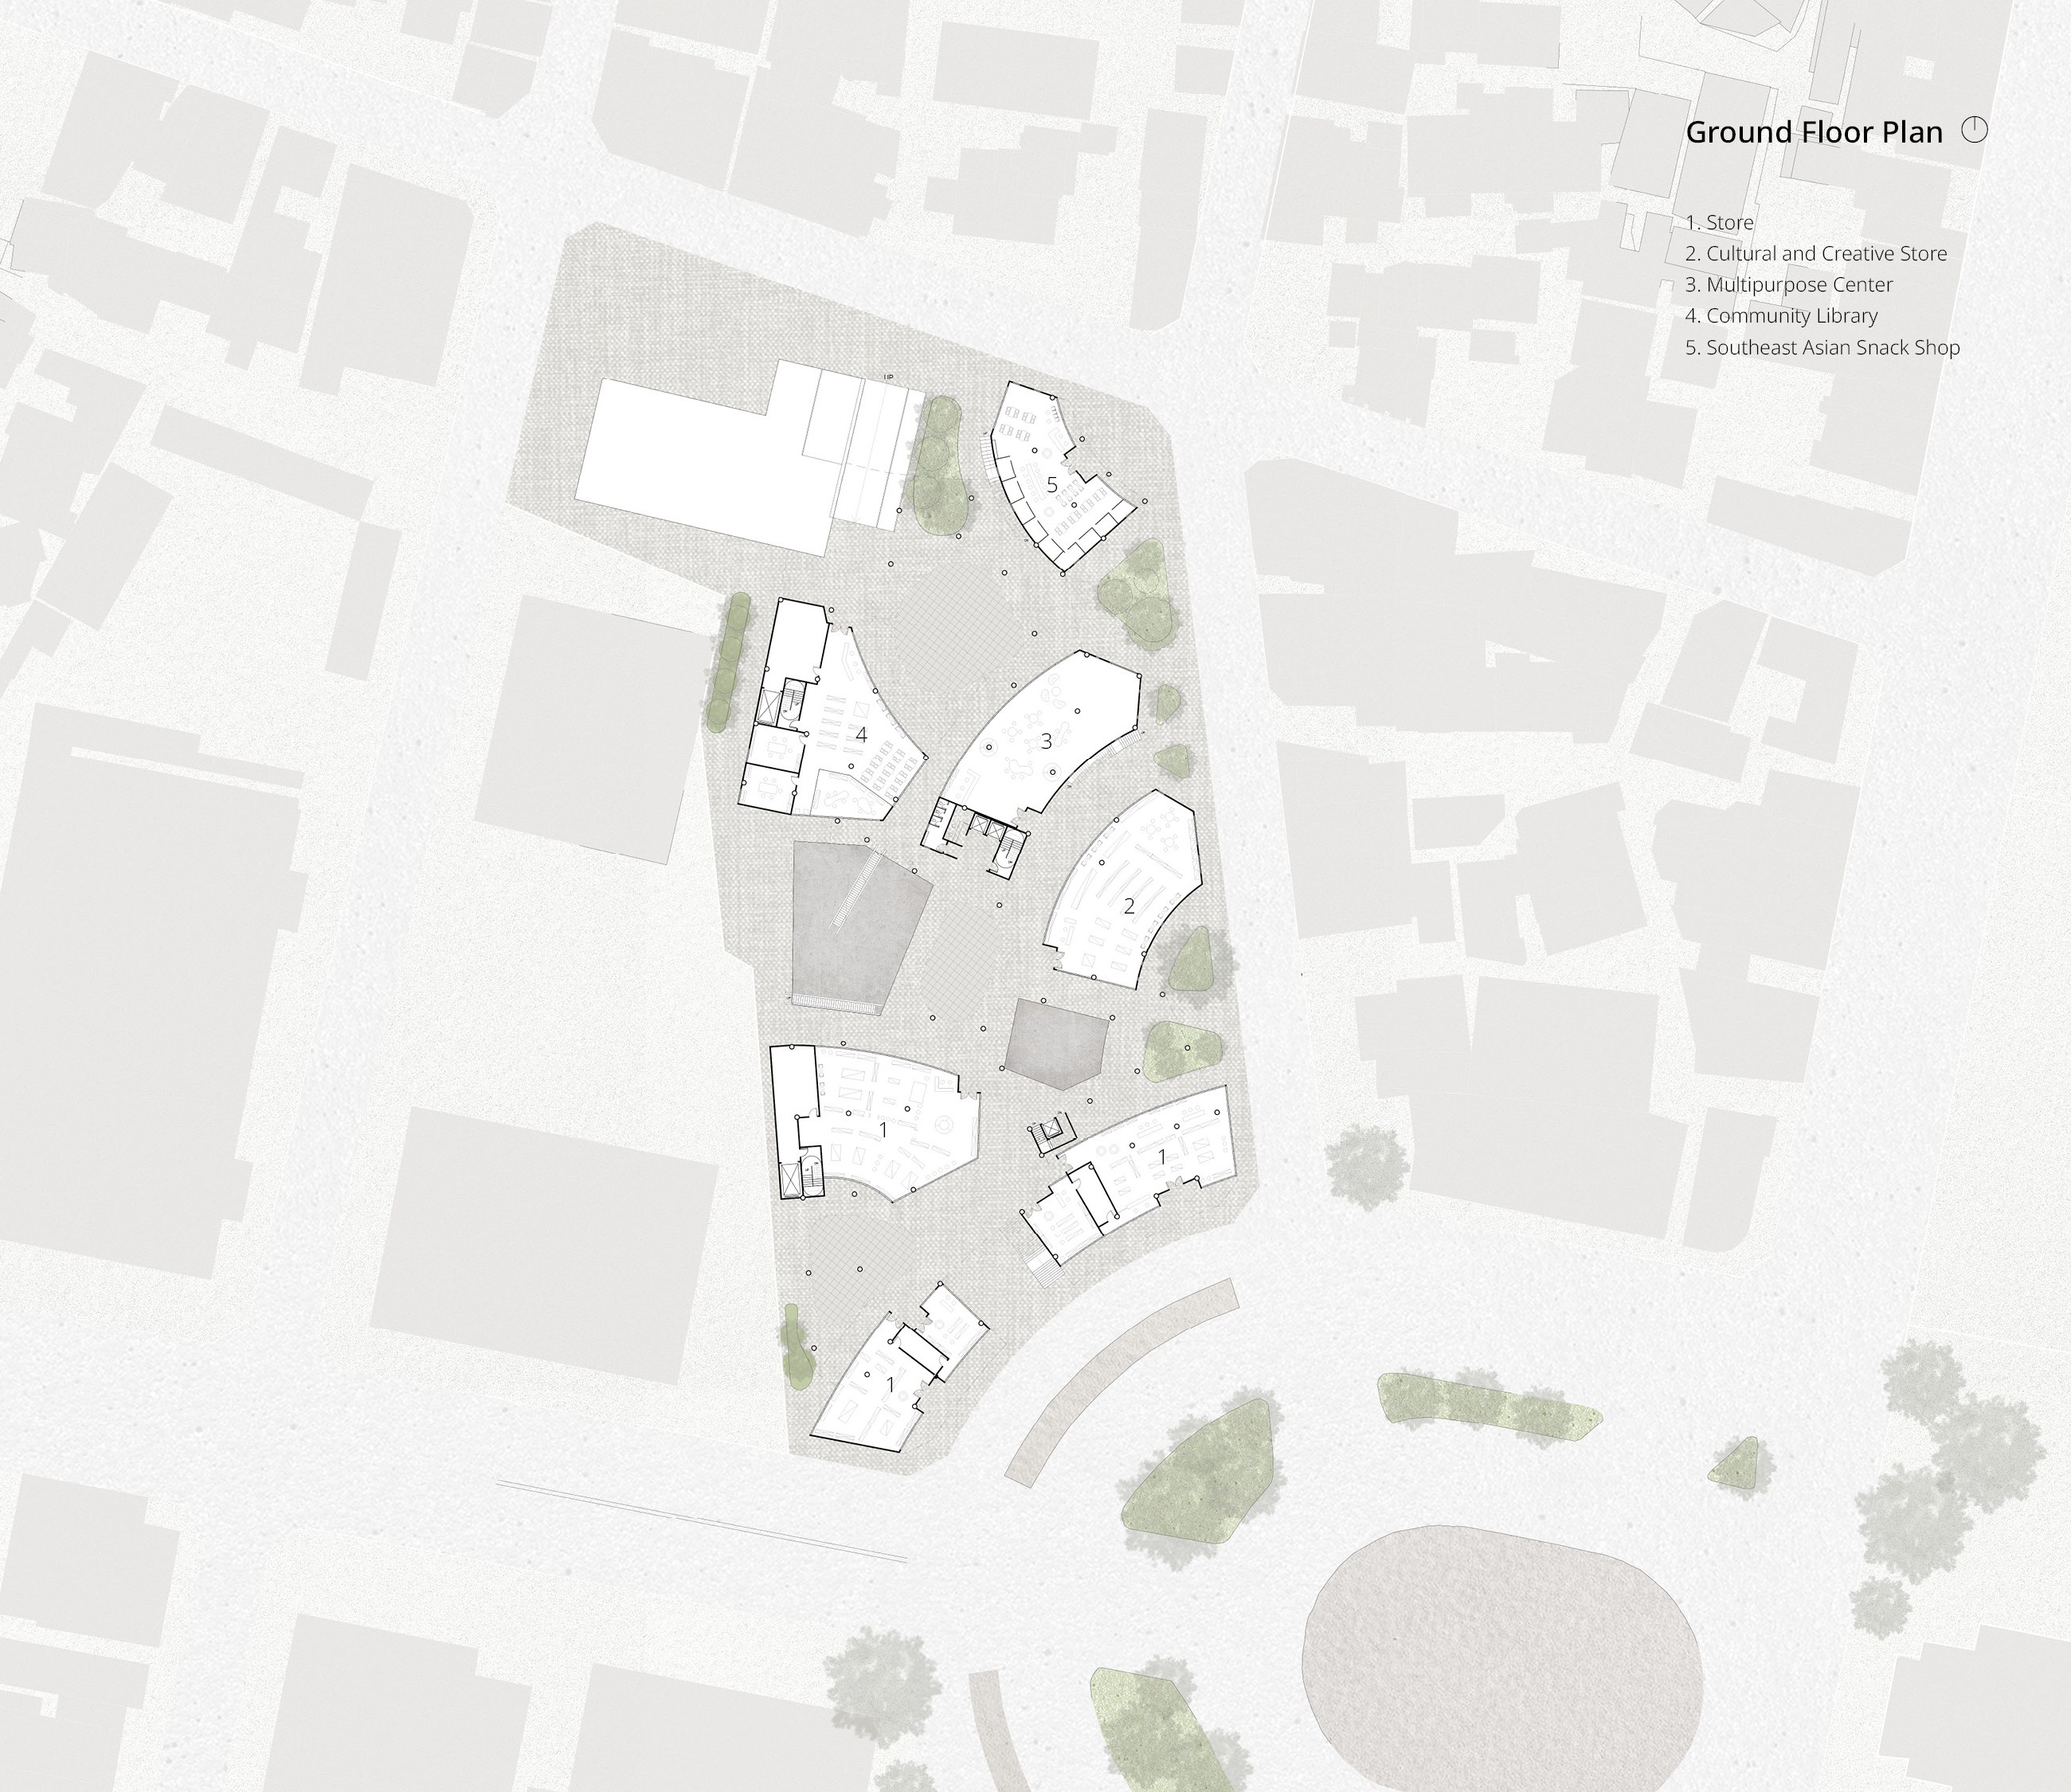 Ground Floor Plan
1. Store
2. Cultural and Creative Store
3. Multipurpose Center
4. Community Library
5. Southeast Asian Snack Shop
UP
5
4
3
2
1
1
1